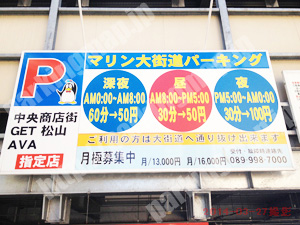 マリン大街道パーキング
P
深夜
AM0:00~AM8:00
60分→50円
昼
AM8:00~PM5:00
30分→50円
夜
PM5:00~AM0:00
30分→100円
中央商店街
GET 松山
AVA
指定店
ご利用の方は大街道へ通り抜け出来ます
月極募集中
月/13,000円
月/16,000円
089-998-7000